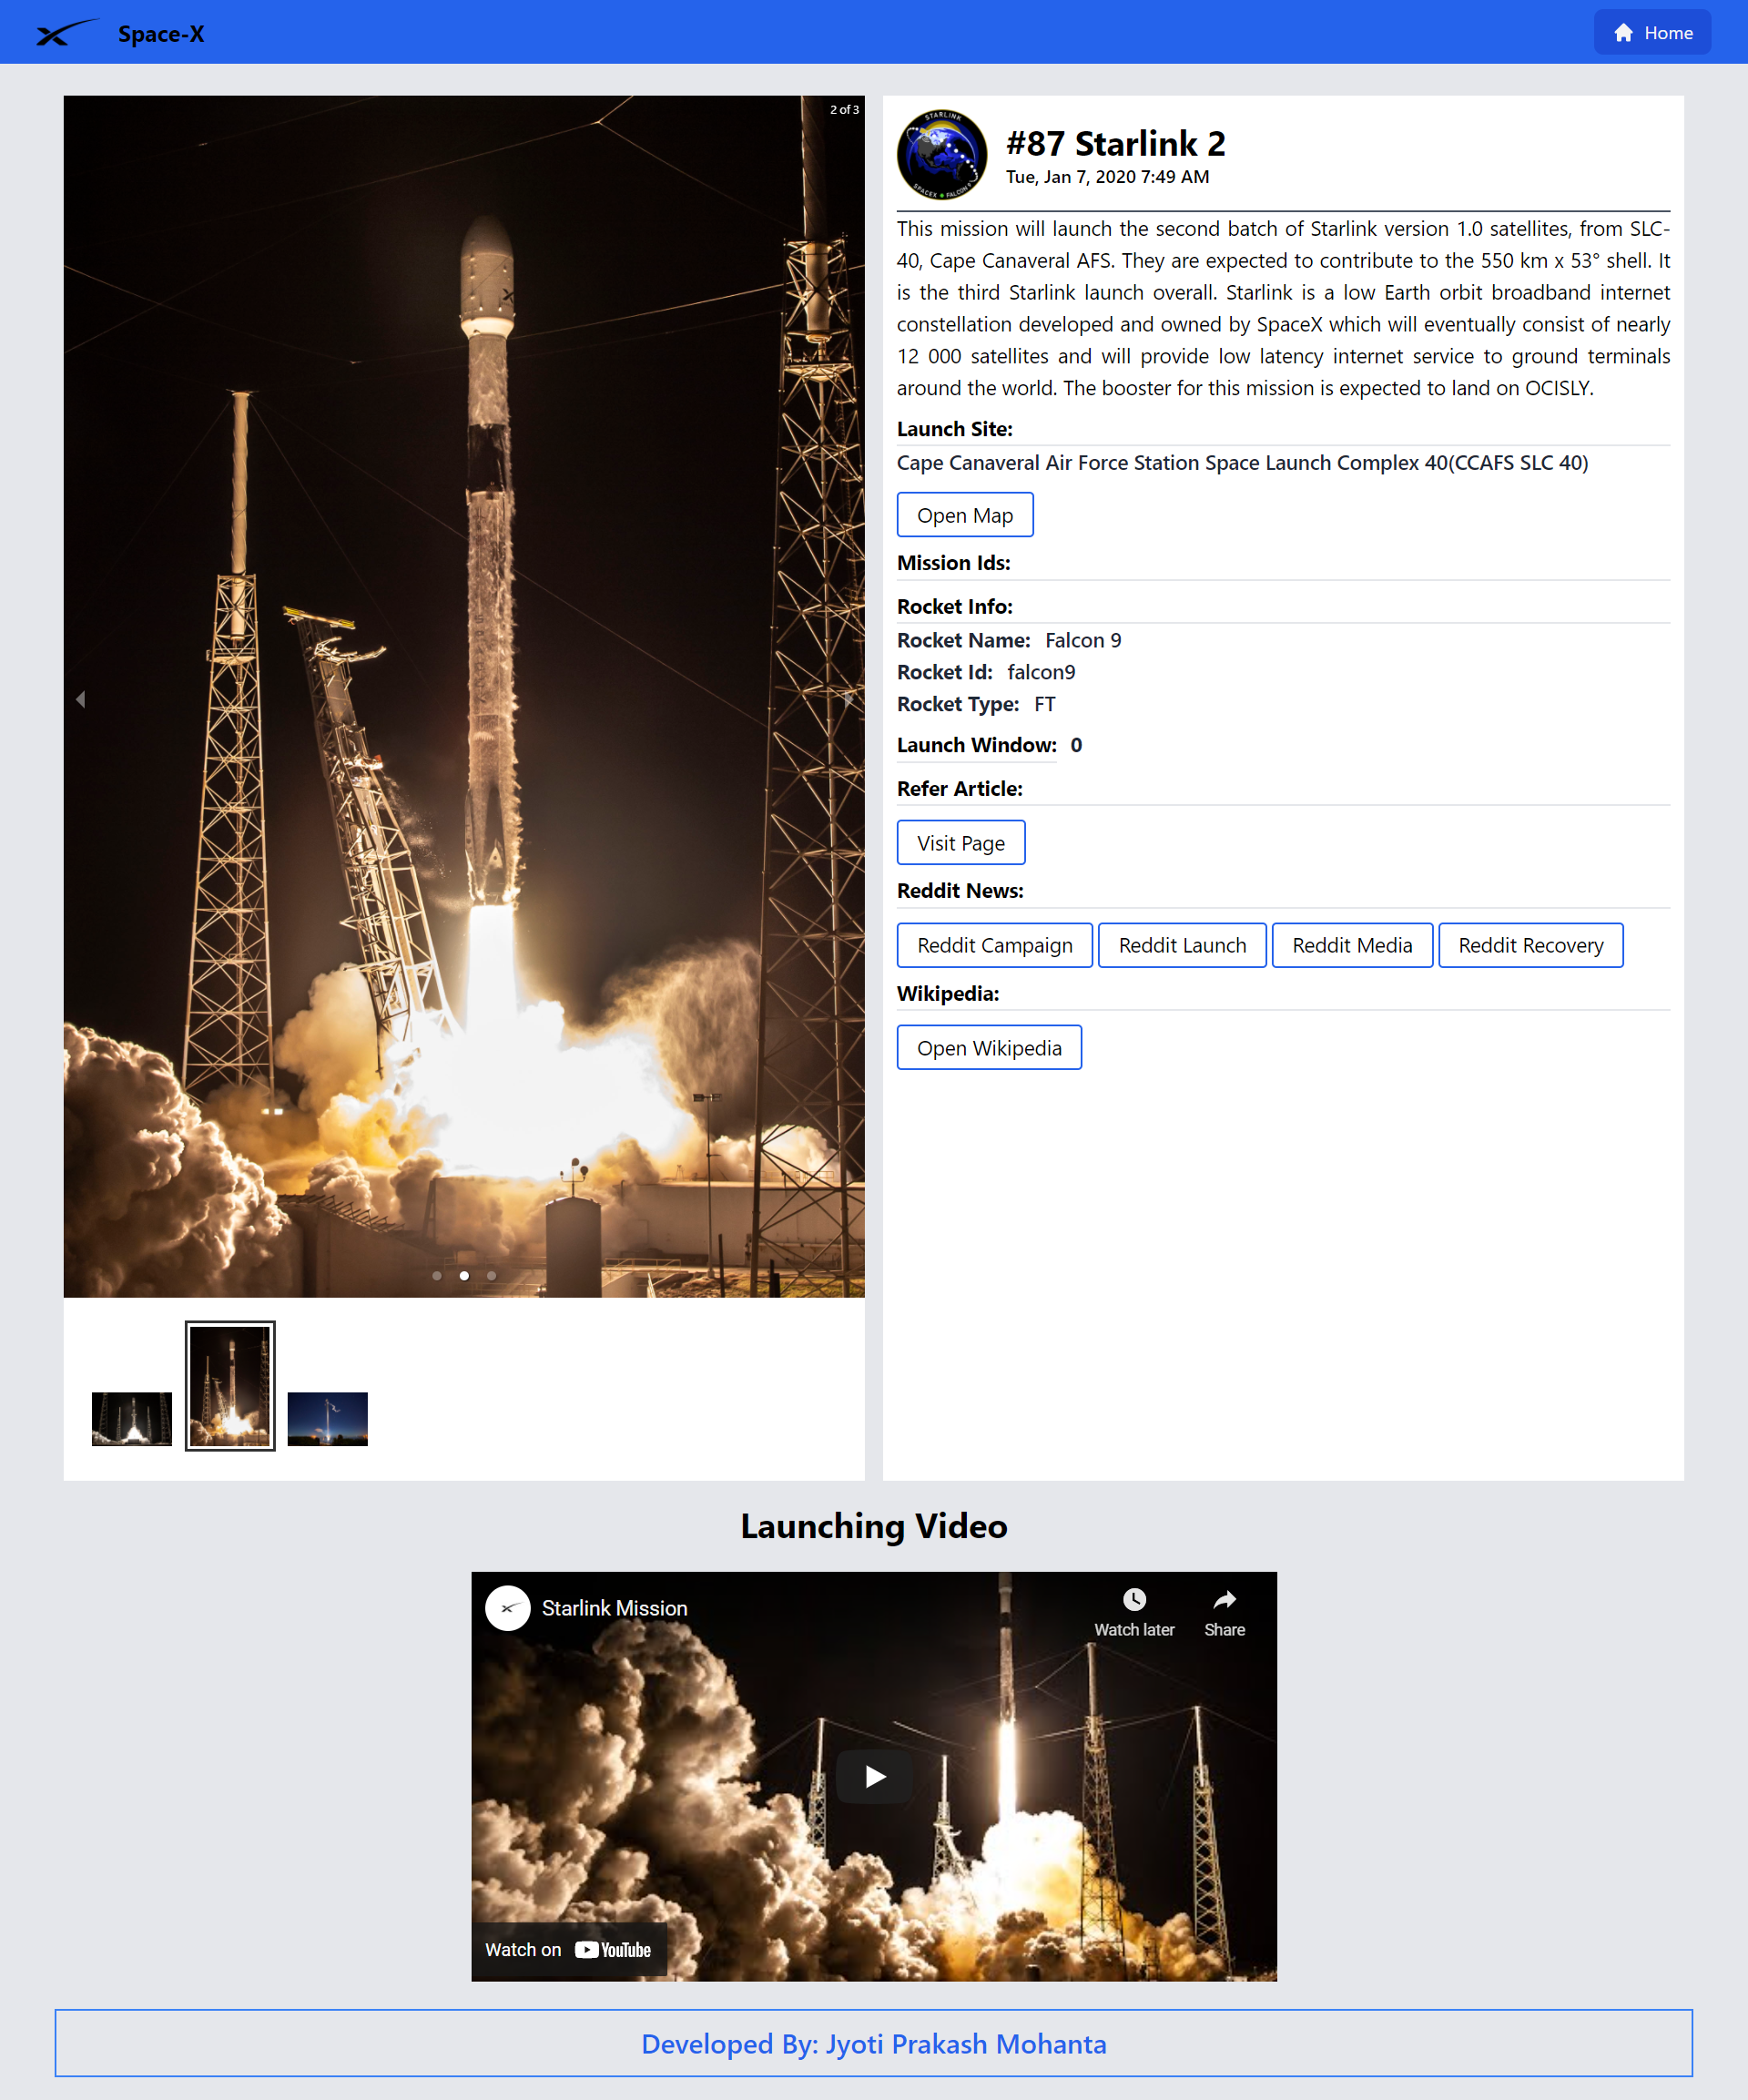 Space-X
Home
2 of 3
STARLINK
SPACEX FALCON 9
#87 Starlink 2
Tue, Jan 7, 2020 7:49 AM
This mission will launch the second batch of Starlink version 1.0 satellites, from SLC-
40, Cape Canaveral AFS. They are expected to contribute to the 550 km x 53° shell. It
is the third Starlink launch overall. Starlink is a low Earth orbit broadband internet
constellation developed and owned by SpaceX which will eventually consist of nearly
12 000 satellites and will provide low latency internet service to ground terminals
around the world. The booster for this mission is expected to land on OCISLY.
Launch Site:
Cape Canaveral Air Force Station Space Launch Complex 40(CCAFS SLC 40)
Open Map
Mission Ids:
Rocket Info:
Rocket Name: Falcon 9
Rocket Id: falcon9
Rocket Type: FT
Launch Window: 0
Refer Article:
Visit Page
Reddit News:
Reddit Campaign Reddit Launch Reddit Media Reddit Recovery
Wikipedia:
Open Wikipedia
Launching Video
Starlink Mission
Watch later Share
Watch on YouTube
Developed By: Jyoti Prakash Mohanta